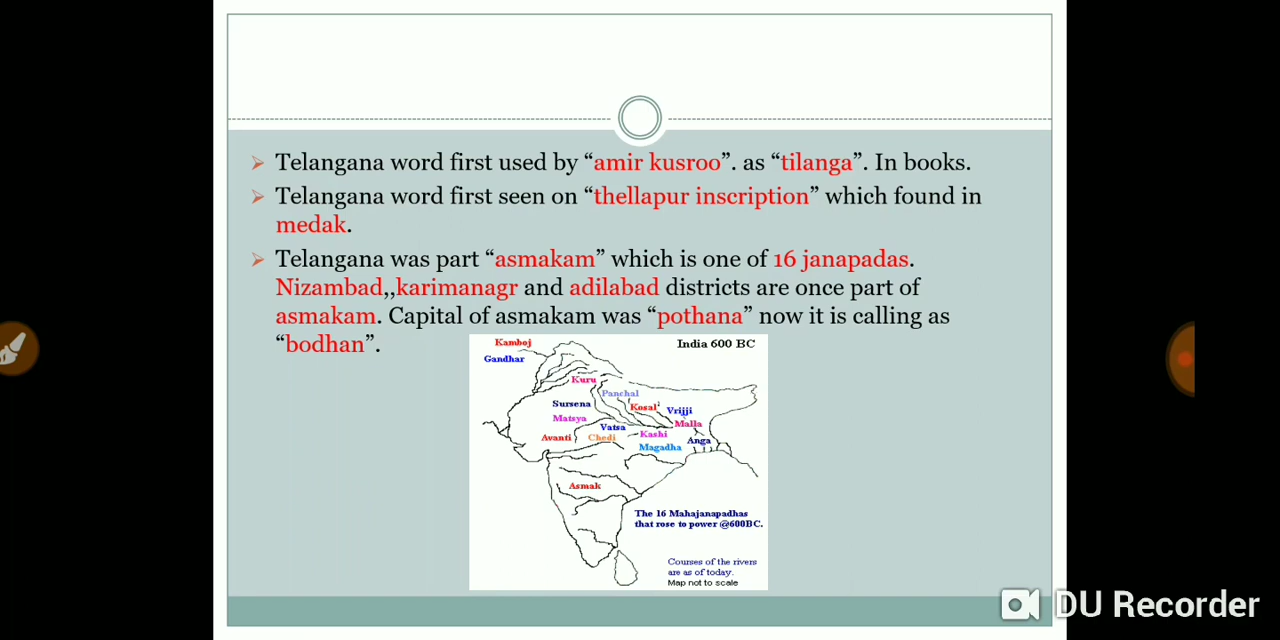 Telangana word first used by “amir kusroo”. as “tilanga”. In books.
Telangana word first seen on “thellapur inscription” which found in
medak.
Telangana was part “asmakam” which is one of 16 janapadas.
Nizambad,,karimanagr and adilabad districts are once part of
asmakam. Capital of asmakam was “pothana” now it is calling as
“bodhan”.
India 600 BC
Kamboj
Gandhar
Kuru
Panchal
Sursena
Kosal
Vrijji
Matsya
Malla
Vatsa
Avanti
Chedi
Kashi
Anga
Magadha
Asmak
The 16 Mahajanapadhas
that rose to power @600BC.
Courses of the rivers
are as of today.
Map not to scale
DU Recorder